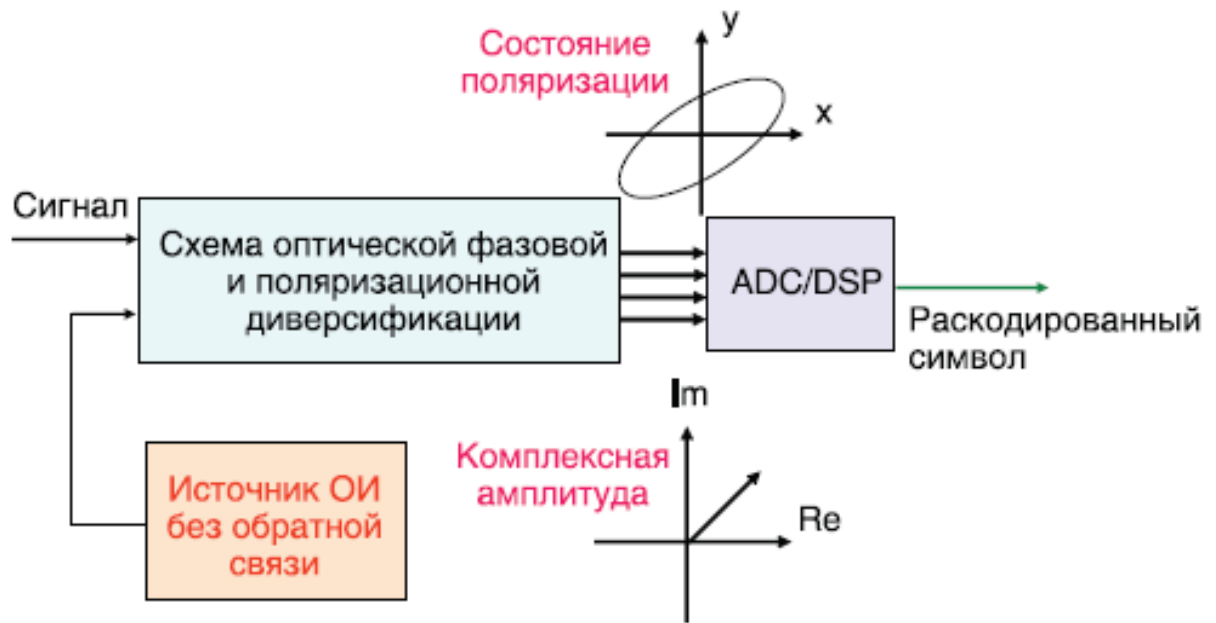 y
Состояние
поляризации
x
Сигнал
Схема оптической фазовой
и поляризационной
диверсификации
ADC/DSP
Раскодированный
символ
Im
Комплексная
амплитуда
Re
Источник ОИ
без обратной
связи